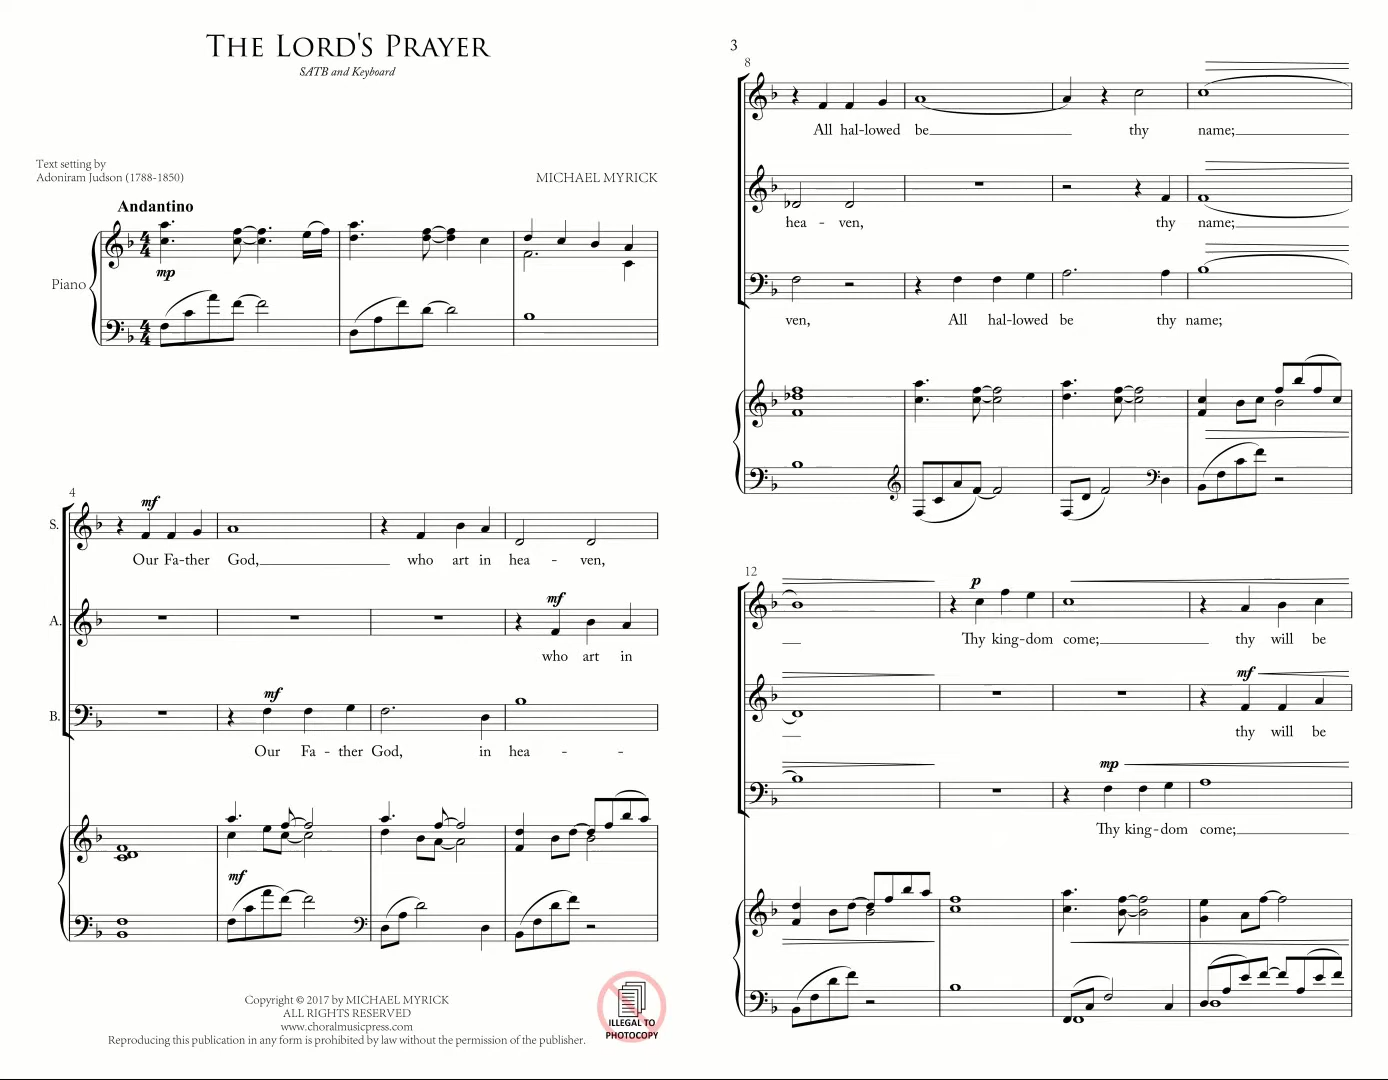 THE LORD'S PRAYER
SATB and Keyboard
Text setting by
Adoniram Judson (1788-1850)
MICHAEL MYRICK
Andantino
Piano
mp
4
mf
S.
Our Fa-ther God, who art in hea - ven,
A.
mf
who art in
B.
mf
Our Fa - ther God, in hea - -
mf
Copyright © 2017 by MICHAEL MYRICK
ALL RIGHTS RESERVED
www.choralmusicpress.com
Reproducing this publication in any form is prohibited by law without the permission of the publisher.
ILLEGAL TO
PHOTOCOPY
3
8
All hal-lowed be thy name;
hea - ven, thy name;
ven, All hal-lowed be thy name;
12
p
Thy king-dom come; thy will be
mf
thy will be
mp
Thy king-dom come;